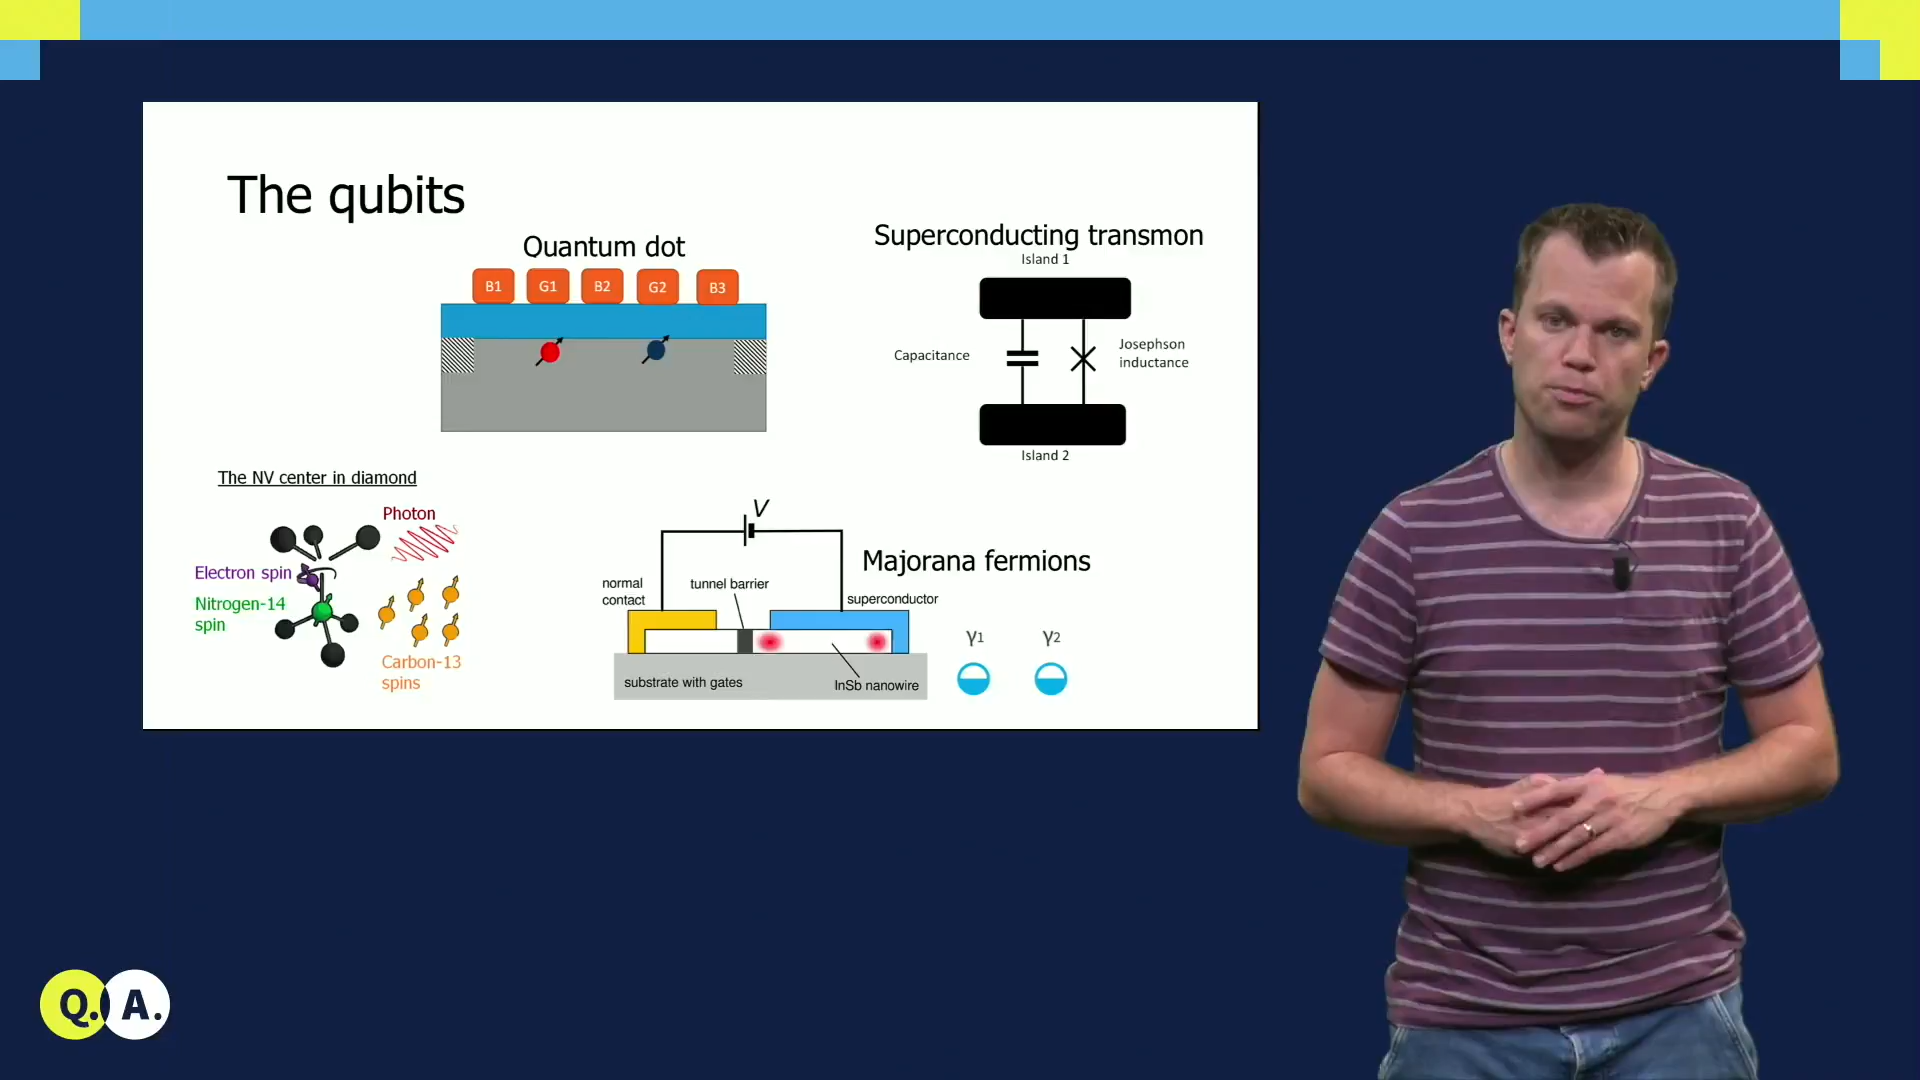 The qubits
Quantum dot
B1 G1 B2 G2 B3
Superconducting transmon
Island 1
Capacitance
Josephson
inductance
Island 2
The NV center in diamond
Photon
Electron spin
Nitrogen-14
spin
Carbon-13
spins
V
Majorana fermions
normal
contact
tunnel barrier
superconductor
substrate with gates
InSb nanowire
γ1 γ2
Q. A.